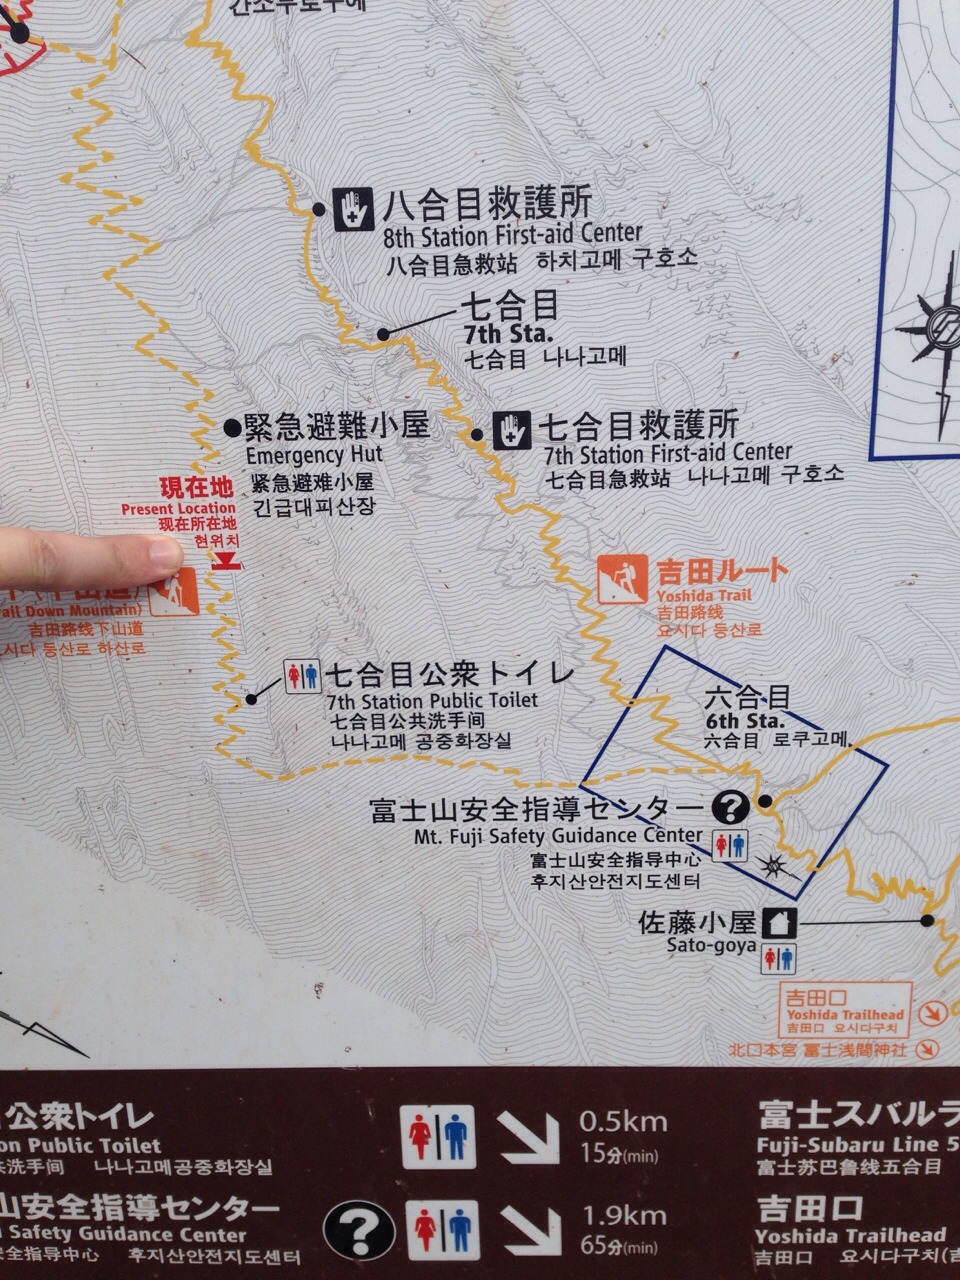 간소무로구에
八合目救護所
8th Station First-aid Center
八合目急救站 하치고메 구호소
七合目
7th Sta.
七合目 나나고메
緊急避難小屋
Emergency Hut
紧急避难小屋
긴급대피산장
七合目救護所
7th Station First-aid Center
七合目急救站 나나고메 구호소
現在地
Present Location
现在所在地
현위치
(下山道)
ail Down Mountain)
吉田路线下山道
시다 등산로 하산로
吉田ルート
Yoshida Trail
吉田路线
요시다 등산로
七合目公衆トイレ
7th Station Public Toilet
七合目公共洗手间
나나고메 공중화장실
六合目
6th Sta.
六合目 로쿠고메
富士山安全指導センター
?
Mt. Fuji Safety Guidance Center
富士山安全指导中心
후지산안전지도센터
佐藤小屋
Sato-goya
吉田口
Yoshida Trailhead
吉田口 요시다구치
北口本宮 冨士浅間神社
公衆トイレ
on Public Toilet
共洗手间 나나고메공중화장실
0.5km
15分(min)
富士スバルラ
Fuji-Subaru Line 5
富士苏巴鲁线五合目
山安全指導センター
i Safety Guidance Center
安全指导中心 후지산안전지도센터
?
1.9km
65分(min)
吉田口
Yoshida Trailhead
吉田口 요시다구치(吉